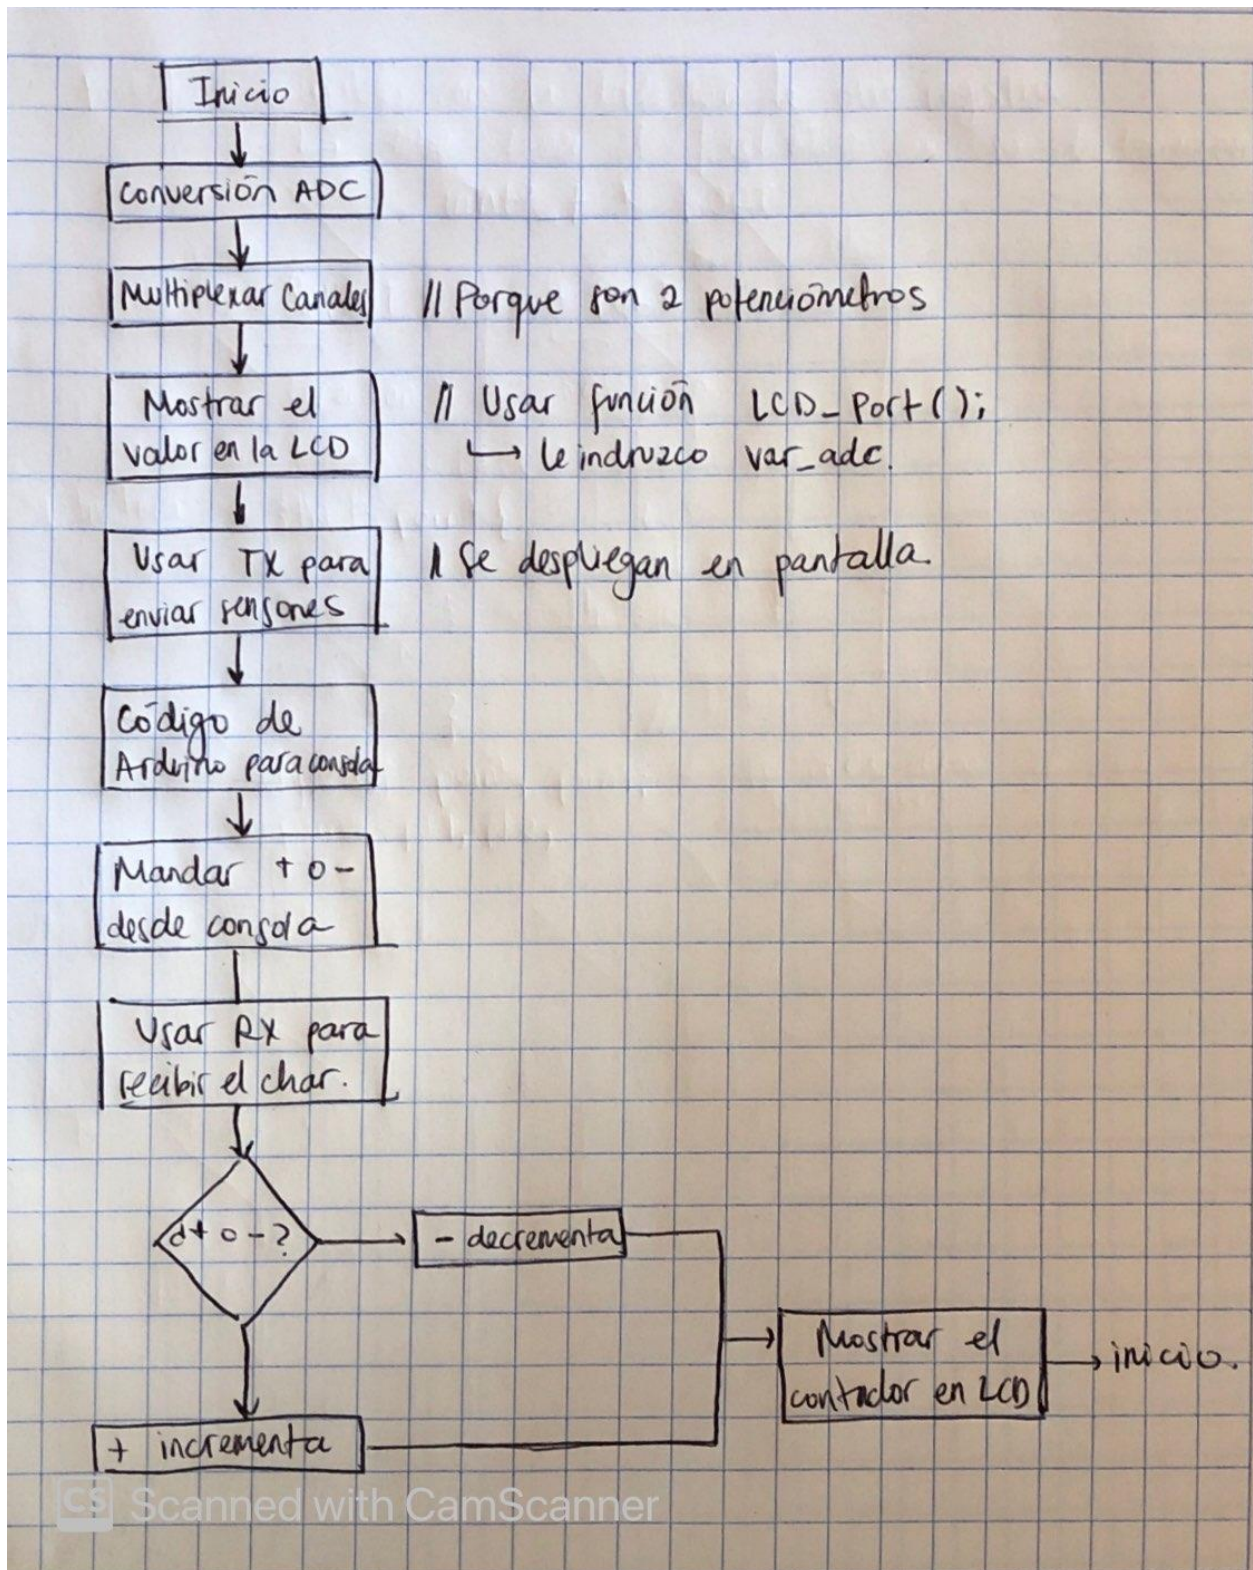 Inicio
Conversión ADC
Multiplexar Canales // Porque son 2 potenciómetros
Mostrar el // Usar función LCD_Port();
valor en la LCD ↳ le indruzco var_adc.
Usar TX para // Se despliegan en pantalla.
enviar sensores
Código de
Arduino para consola
Mandar + o -
desde consola
Usar RX para
recibir el char.
¿+ o -?
- decrementa
Mostrar el
contador en LCD
inicio.
+ incrementa
CS Scanned with CamScanner